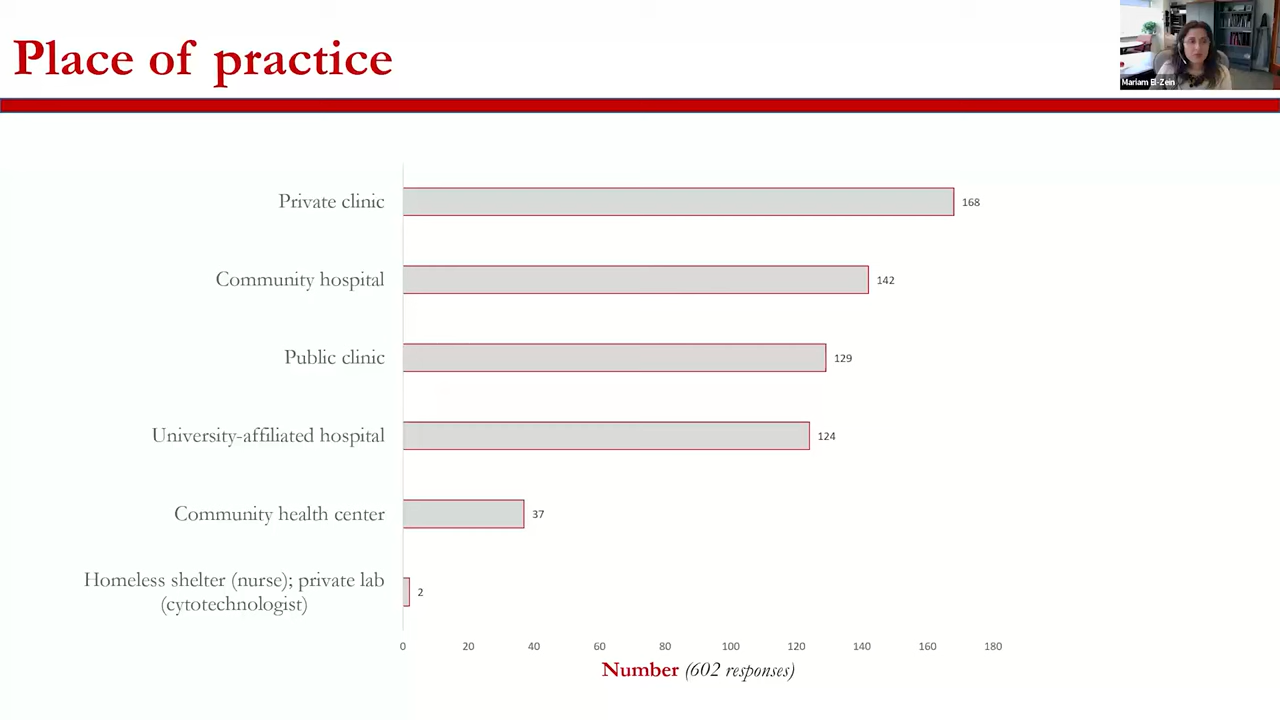 Place of practice
Mariam El-Zein
Private clinic
168
Community hospital
142
Public clinic
129
University-affiliated hospital
124
Community health center
37
Homeless shelter (nurse); private lab
(cytotechnologist)
2
0 20 40 60 80 100 120 140 160 180
Number (602 responses)